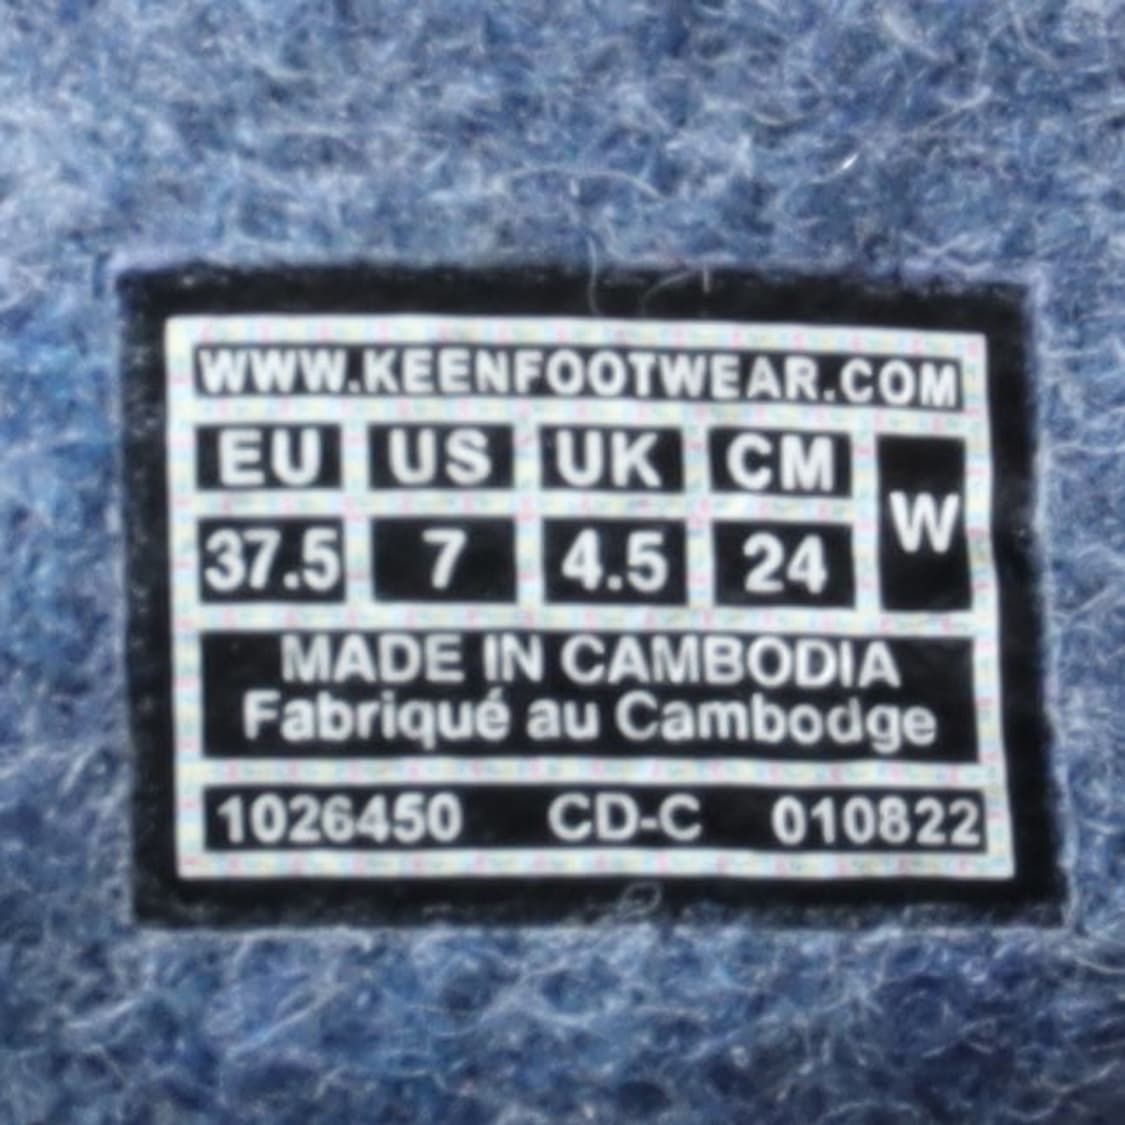 WWW.KEENFOOTWEAR.COM
EU US UK CM W
37.5 7 4.5 24
MADE IN CAMBODIA
Fabriqué au Cambodge
1026450 CD-C 010822